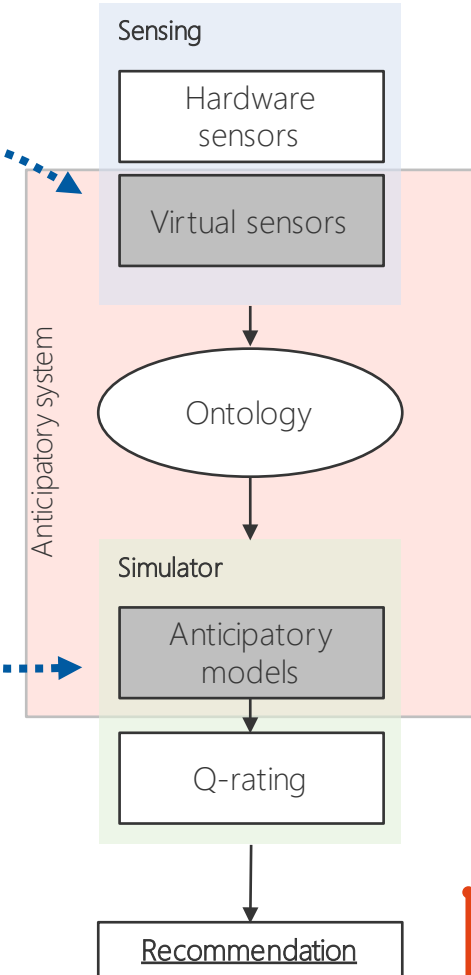 Sensing
Hardware
sensors
Virtual sensors
Anticipatory system
Ontology
Simulator
Anticipatory
models
Q-rating
Recommendation